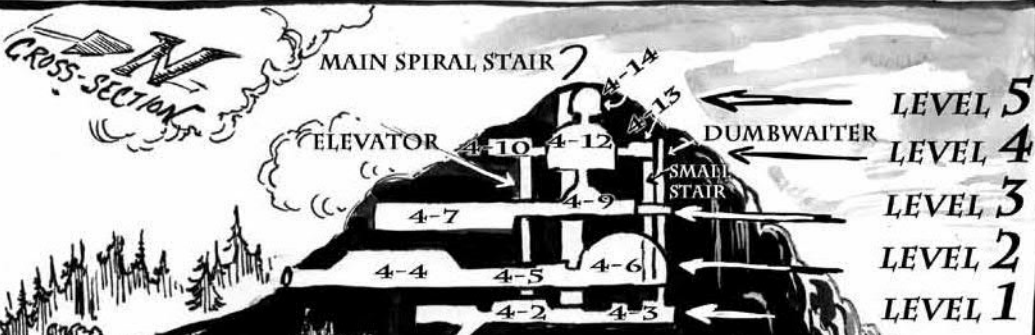 N
CROSS-SECTION
MAIN SPIRAL STAIR
4-14
4-13
LEVEL 5
ELEVATOR
4-10
4-12
DUMBWAITER
LEVEL 4
SMALL
STAIR
4-7
4-9
LEVEL 3
4-4
4-5
4-6
LEVEL 2
4-2
4-3
LEVEL 1